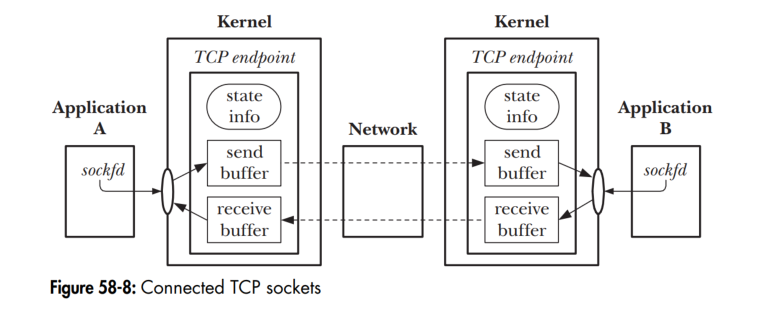 Kernel
Kernel
TCP endpoint
TCP endpoint
state
info
state
info
Application
A
Network
Application
B
sockfd
send
buffer
send
buffer
sockfd
receive
buffer
receive
buffer
Figure 58-8: Connected TCP sockets